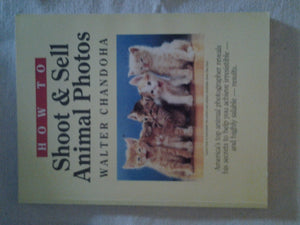 HOW TO
Shoot & Sell
Animal Photos
WALTER CHANDOHA
America's top animal photographer reveals
his secrets to help you achieve irresistible —
and highly salable — results.